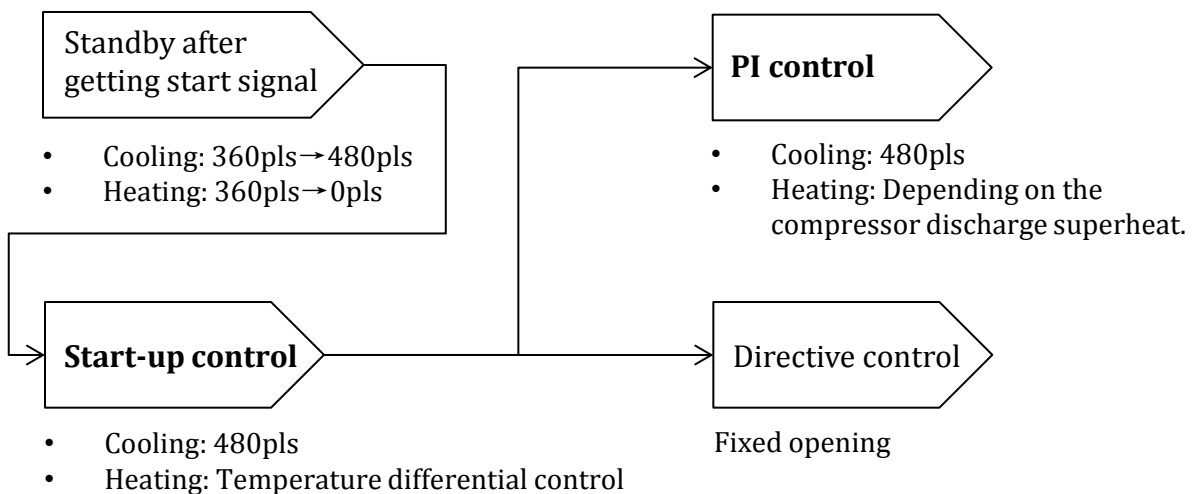 Standby after
getting start signal
• Cooling: 360pls→480pls
• Heating: 360pls→0pls
Start-up control
• Cooling: 480pls
• Heating: Temperature differential control
PI control
• Cooling: 480pls
• Heating: Depending on the
compressor discharge superheat.
Directive control
Fixed opening